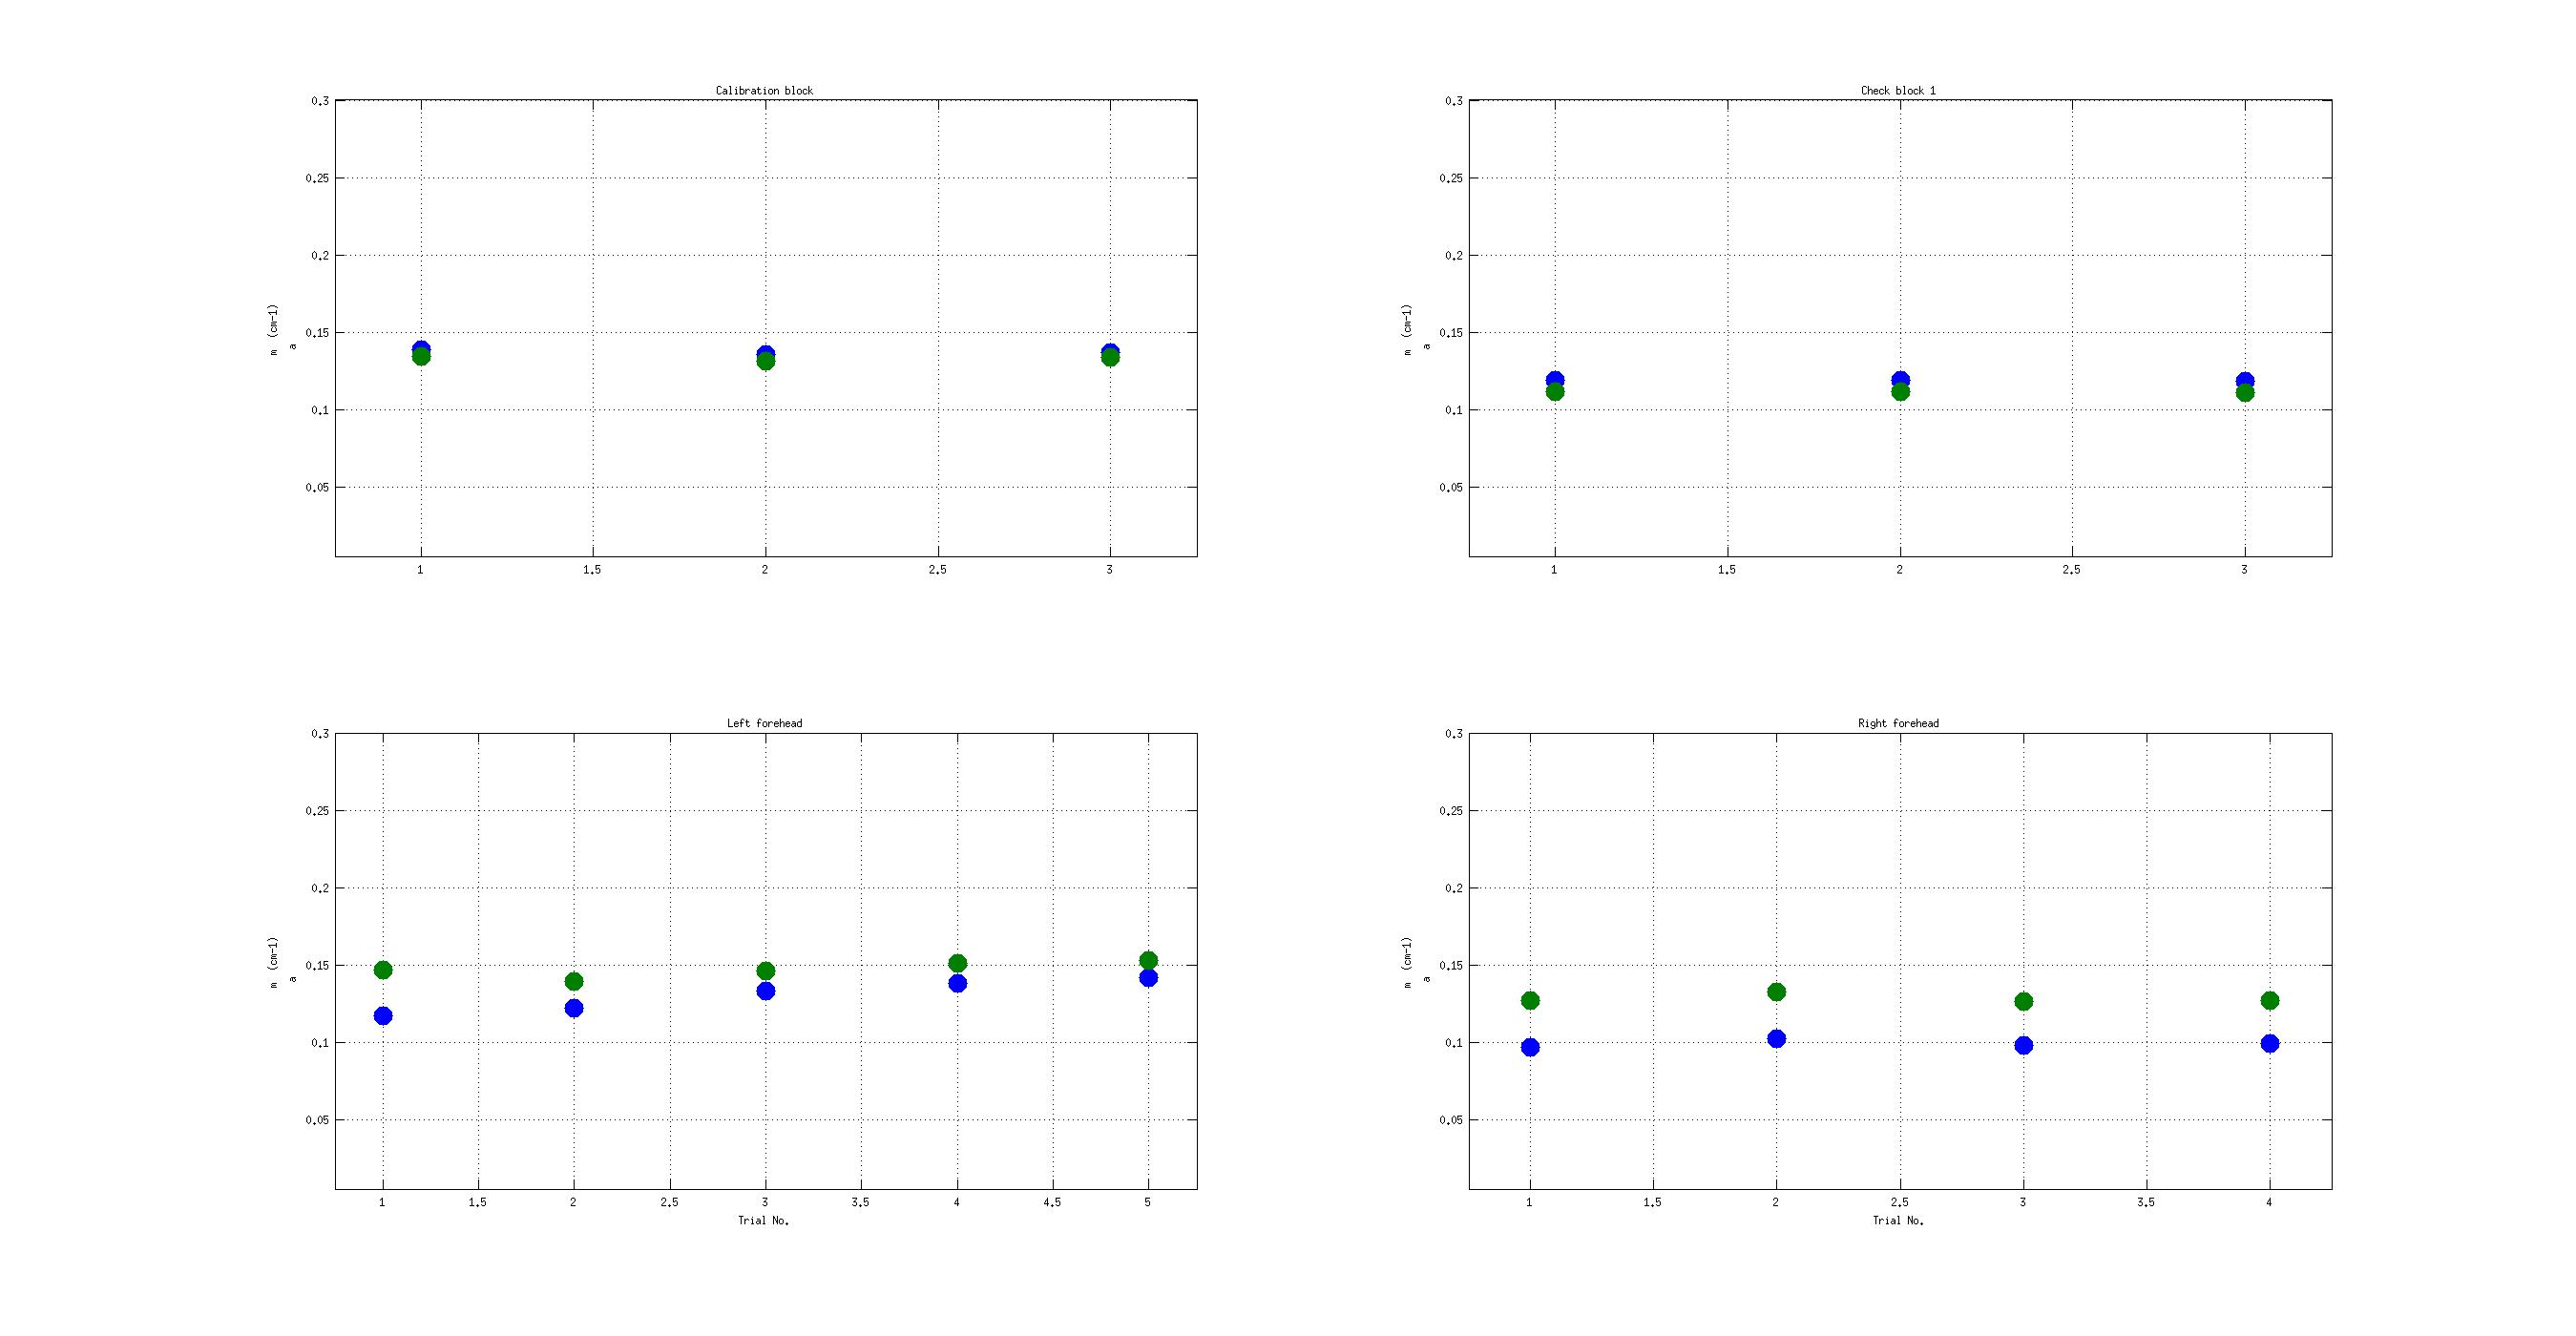 Calibration block
0.3
0.25
0.2
0.15
0.1
0.05
m (cm-1)
a
1 1.5 2 2.5 3
Check block 1
0.3
0.25
0.2
0.15
0.1
0.05
m (cm-1)
a
1 1.5 2 2.5 3
Left forehead
0.3
0.25
0.2
0.15
0.1
0.05
m (cm-1)
a
1 1.5 2 2.5 3 3.5 4 4.5 5
Trial No.
Right forehead
0.3
0.25
0.2
0.15
0.1
0.05
m (cm-1)
a
1 1.5 2 2.5 3 3.5 4
Trial No.